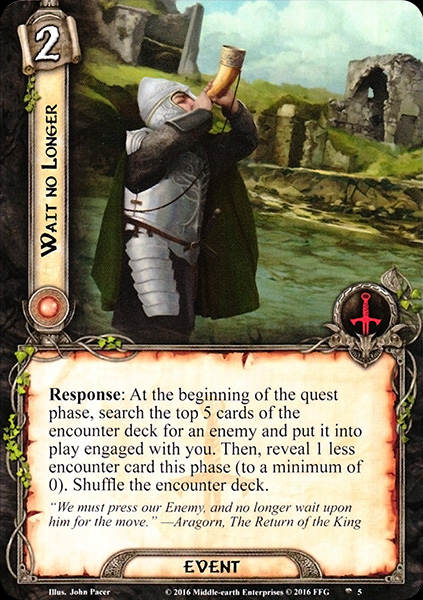 2
WAIT NO LONGER
Response: At the beginning of the quest
phase, search the top 5 cards of the
encounter deck for an enemy and put it into
play engaged with you. Then, reveal 1 less
encounter card this phase (to a minimum of
0). Shuffle the encounter deck.
“We must press our Enemy, and no longer wait upon
him for the move.” —Aragorn, The Return of the King
EVENT
Illus. John Pacer © 2016 Middle-earth Enterprises © 2016 FFG 5